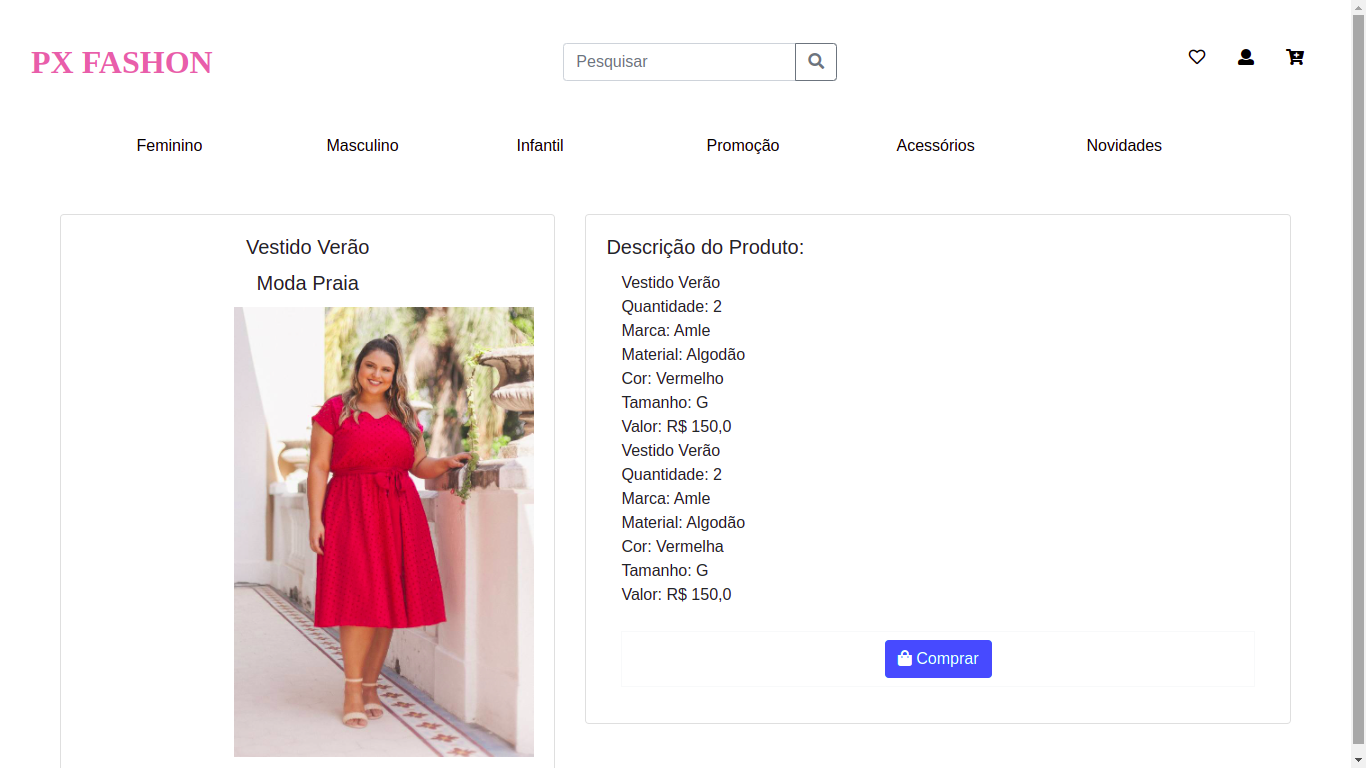 PX FASHON
Pesquisar
Feminino
Masculino
Infantil
Promoção
Acessórios
Novidades
Vestido Verão
Moda Praia
Descrição do Produto:
Vestido Verão
Quantidade: 2
Marca: Amle
Material: Algodão
Cor: Vermelho
Tamanho: G
Valor: R$ 150,0
Vestido Verão
Quantidade: 2
Marca: Amle
Material: Algodão
Cor: Vermelha
Tamanho: G
Valor: R$ 150,0
Comprar